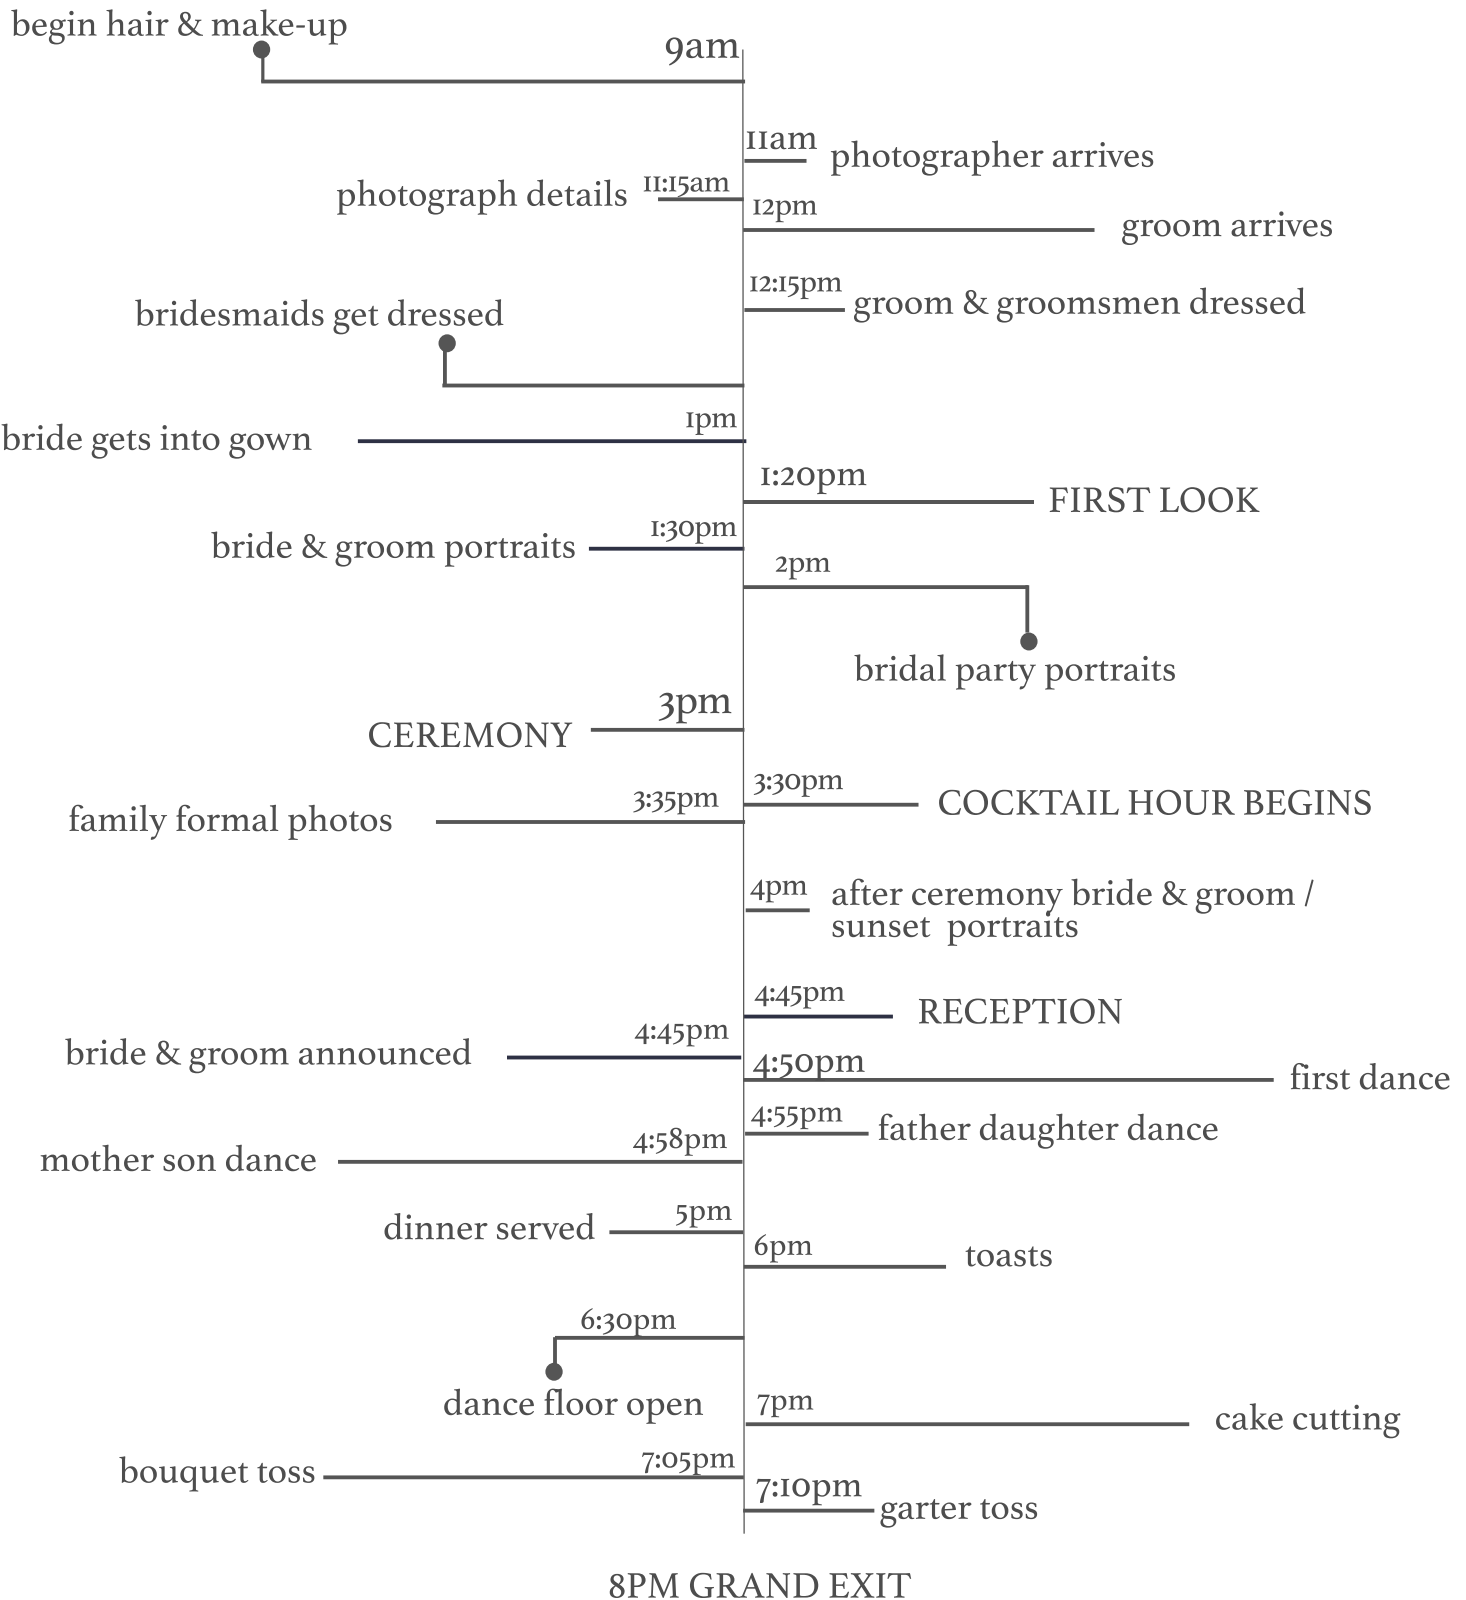 begin hair & make-up
9am
11am
photographer arrives
photograph details
11:15am
12pm
groom arrives
12:15pm
groom & groomsmen dressed
bridesmaids get dressed
1pm
bride gets into gown
1:20pm
FIRST LOOK
1:30pm
bride & groom portraits
2pm
bridal party portraits
3pm
CEREMONY
3:30pm
COCKTAIL HOUR BEGINS
3:35pm
family formal photos
4pm
after ceremony bride & groom /
sunset portraits
4:45pm
RECEPTION
4:45pm
bride & groom announced
4:50pm
first dance
4:55pm
father daughter dance
4:58pm
mother son dance
5pm
dinner served
6pm
toasts
6:30pm
dance floor open
7pm
cake cutting
7:05pm
bouquet toss
7:10pm
garter toss
8PM GRAND EXIT